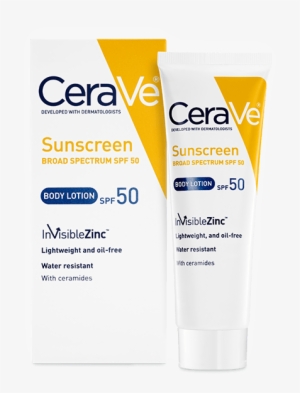 CeraVe®
DEVELOPED WITH DERMATOLOGISTS
Sunscreen
BROAD SPECTRUM SPF 50
BODY LOTION SPF 50
InVisibleZinc™
Lightweight and oil-free
Water resistant
With ceramides
CeraVe®
DEVELOPED WITH DERMATOLOGISTS
Sunscreen
BROAD SPECTRUM SPF 50
BODY LOTION SPF 50
InVisibleZinc™
Lightweight, and oil-free
Water resistant
With ceramides